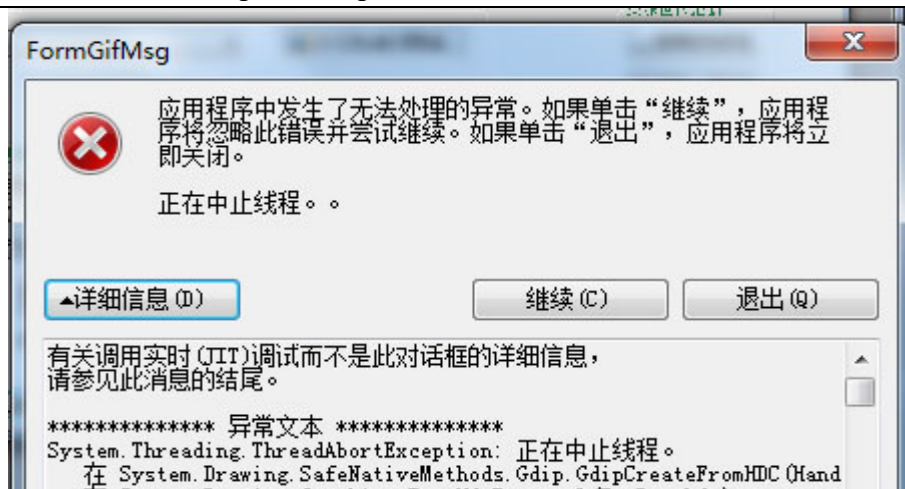 FormGifMsg
应用程序中发生了无法处理的异常。如果单击“继续”，应用程
序将忽略此错误并尝试继续。如果单击“退出”，应用程序将立
即关闭。
正在中止线程。。
▲详细信息(D)
继续(C)
退出(Q)
有关调用实时(JIT)调试而不是此对话框的详细信息，
请参见此消息的结尾。
************** 异常文本 **************
System.Threading.ThreadAbortException: 正在中止线程。
在 System.Drawing.SafeNativeMethods.Gdip.GdipCreateFromHDC(Hand